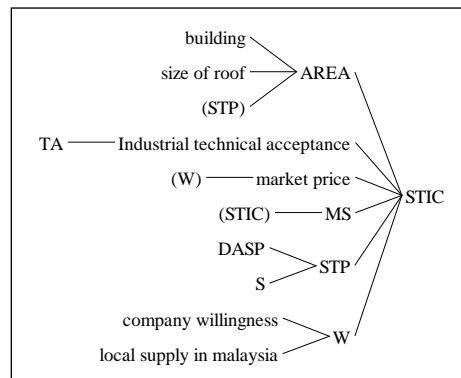 building
size of roof AREA
(STP)
TA Industrial technical acceptance
(W) market price
STIC
(STIC) MS
DASP
STP
S
company willingness
W
local supply in malaysia